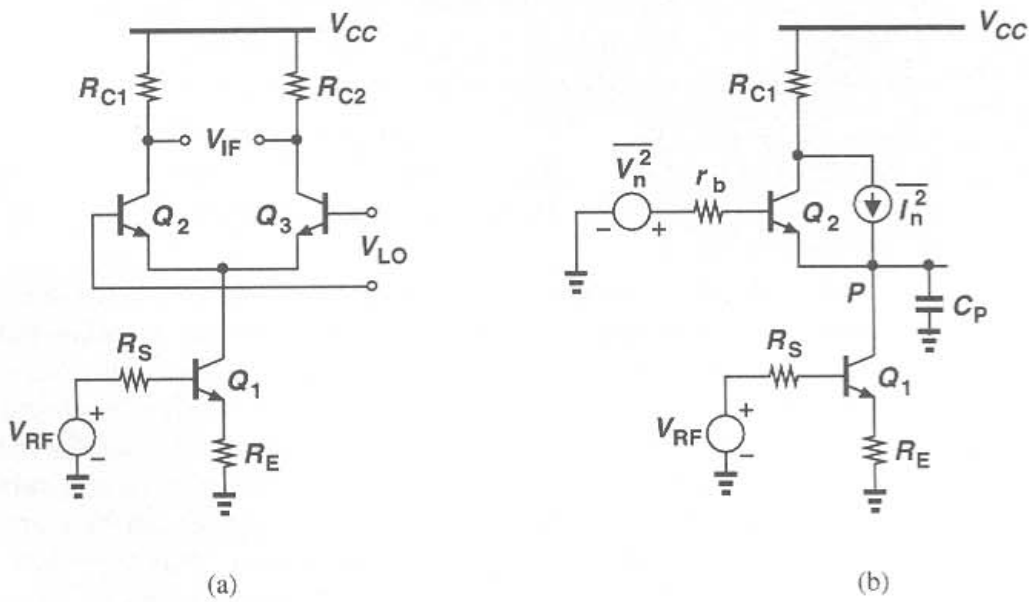 V_CC
R_C1
R_C2
V_IF
Q_2
Q_3
V_LO
R_S
Q_1
V_RF
+
−
R_E
(a)
V_CC
R_C1
V_n^2
r_b
− +
Q_2
I_n^2
P
C_P
R_S
Q_1
V_RF
+
−
R_E
(b)